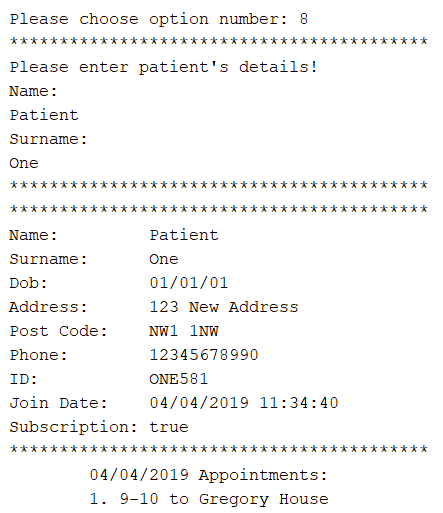 Please choose option number: 8
******************************************
Please enter patient's details!
Name:
Patient
Surname:
One
******************************************
******************************************
Name:         Patient
Surname:      One
Dob:          01/01/01
Address:      123 New Address
Post Code:    NW1 1NW
Phone:        12345678990
ID:           ONE581
Join Date:    04/04/2019 11:34:40
Subscription: true
******************************************
        04/04/2019 Appointments:
        1. 9-10 to Gregory House